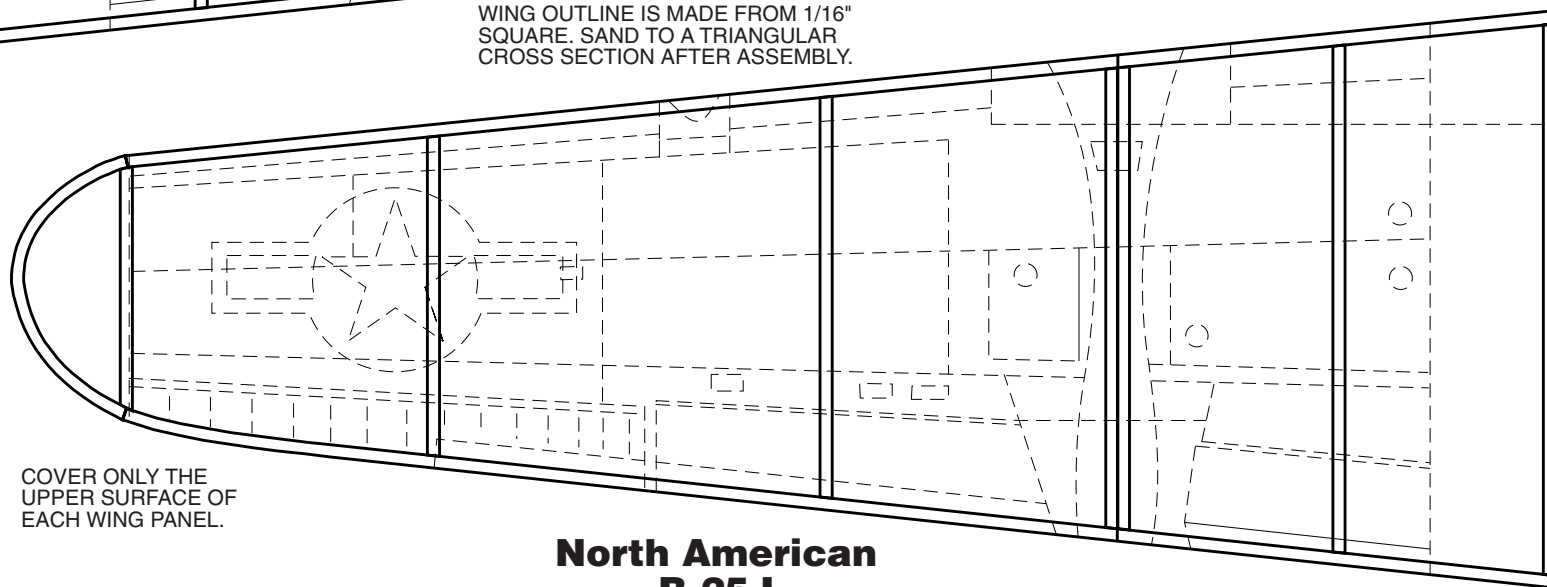 WING OUTLINE IS MADE FROM 1/16"
SQUARE. SAND TO A TRIANGULAR
CROSS SECTION AFTER ASSEMBLY.
COVER ONLY THE
UPPER SURFACE OF
EACH WING PANEL.
North American
B-25J